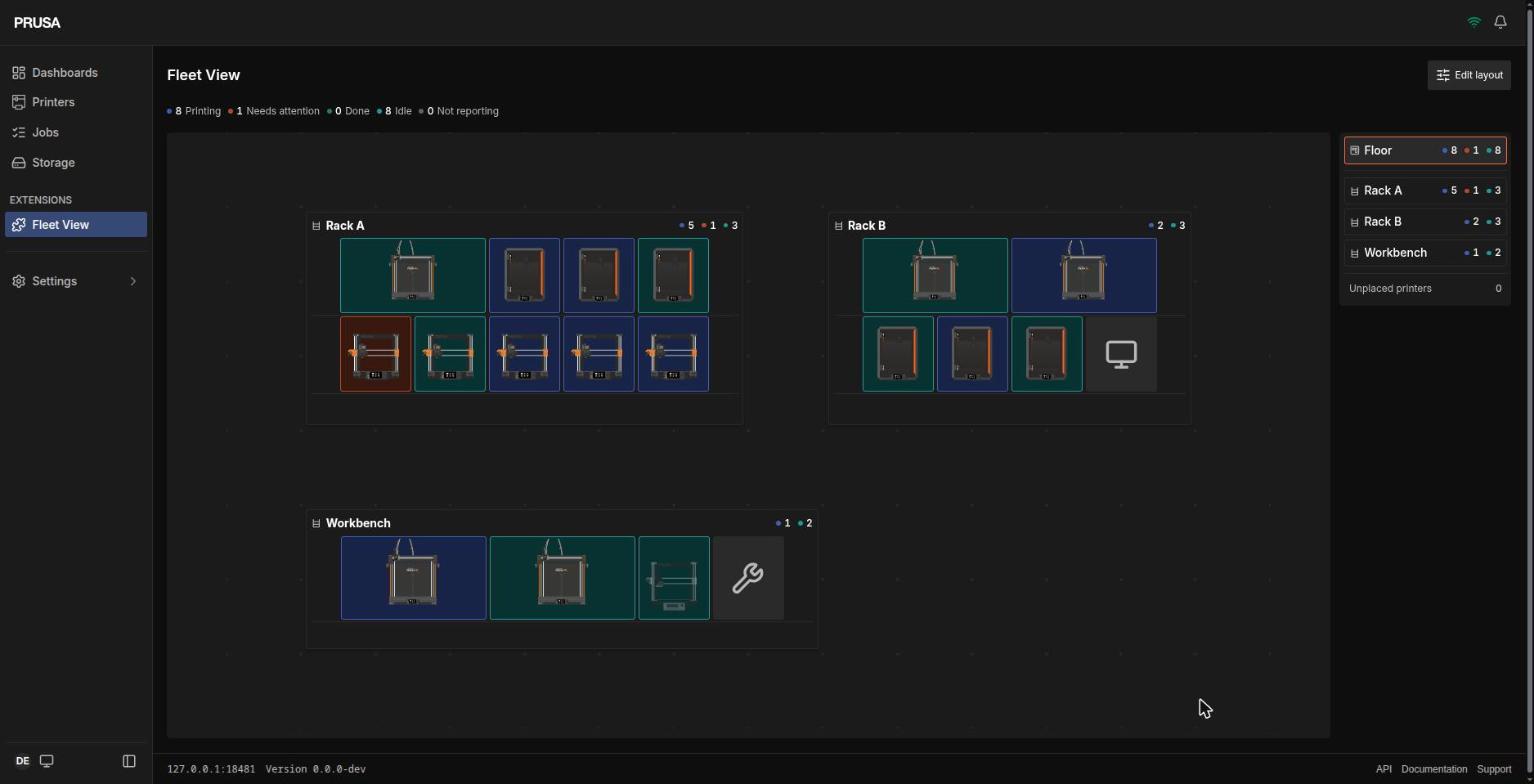 PRUSA
Dashboards
Printers
Jobs
Storage
EXTENSIONS
Fleet View
Settings
DE
Fleet View
Edit layout
8 Printing 1 Needs attention 0 Done 8 Idle 0 Not reporting
Rack A 5 1 3
Rack B 2 3
Workbench 1 2
Floor 8 1 8
Rack A 5 1 3
Rack B 2 3
Workbench 1 2
Unplaced printers 0
127.0.0.1:18481 Version 0.0.0-dev
API Documentation Support